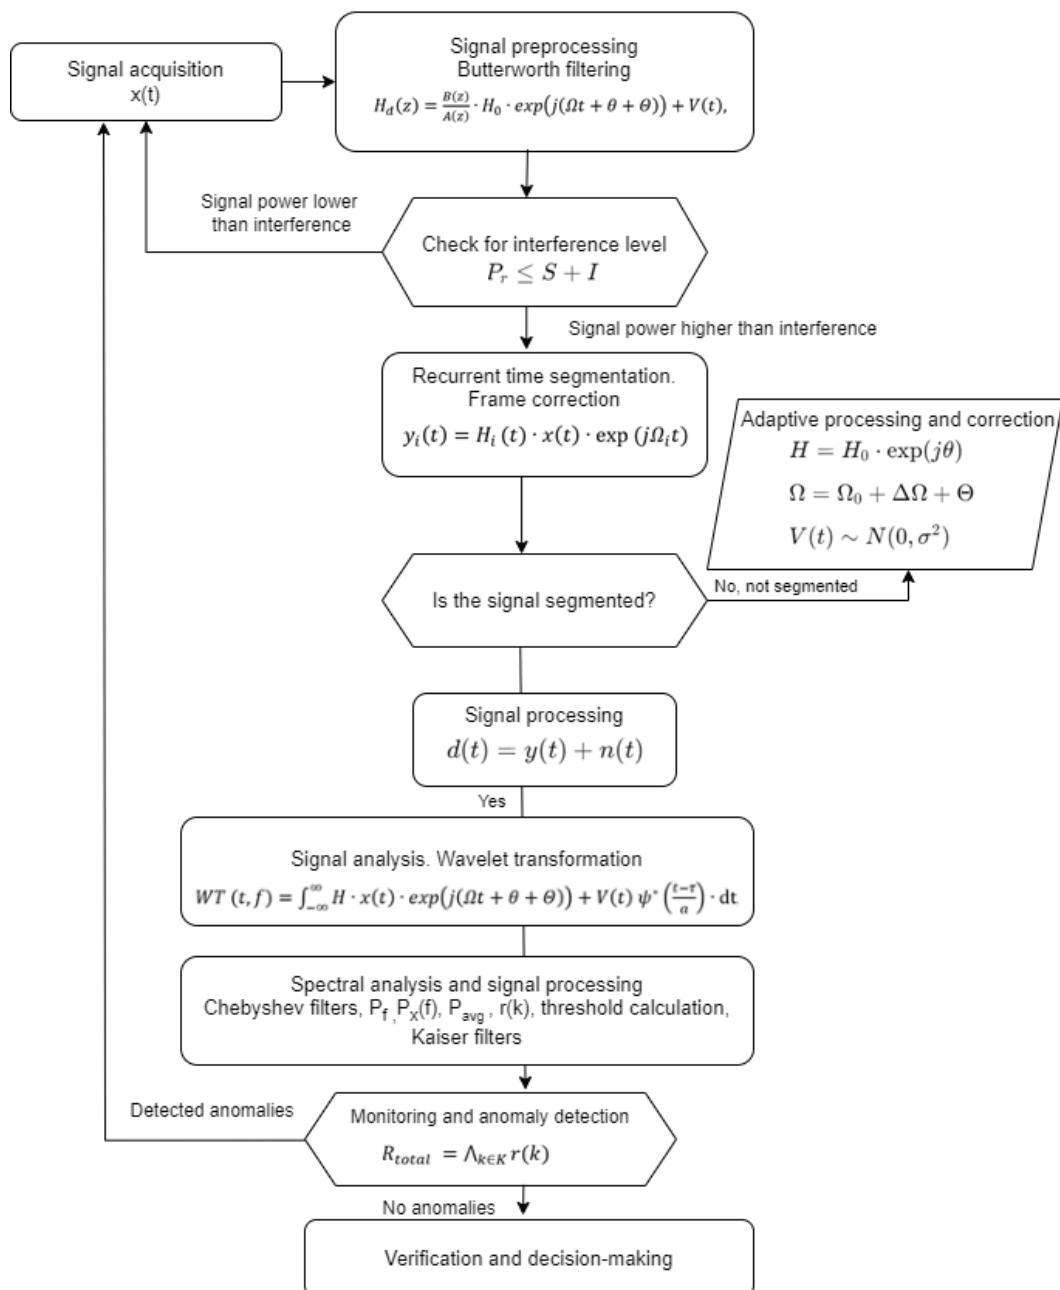 Signal acquisition
x(t)
Signal preprocessing
Butterworth filtering
H_d(z) = B(z)/A(z) · H_0 · exp(j(Ωt + θ + Θ)) + V(t),
Signal power lower
than interference
Check for interference level
P_r ≤ S + I
Signal power higher than interference
Recurrent time segmentation.
Frame correction
y_i(t) = H_i (t) · x(t) · exp (jΩ_i t)
Adaptive processing and correction
H = H_0 · exp(jθ)
Ω = Ω_0 + ΔΩ + Θ
V(t) ∼ N(0, σ²)
Is the signal segmented?
No, not segmented
Signal processing
d(t) = y(t) + n(t)
Yes
Signal analysis. Wavelet transformation
WT (t, f) = ∫_{-∞}^{∞} H · x(t) · exp(j(Ωt + θ + Θ)) + V(t) ψ* ((t-τ)/a) · dt
Spectral analysis and signal processing
Chebyshev filters, P_f, P_x(f), P_avg , r(k), threshold calculation,
Kaiser filters
Detected anomalies
Monitoring and anomaly detection
R_total = Λ_{k∈K} r(k)
No anomalies
Verification and decision-making